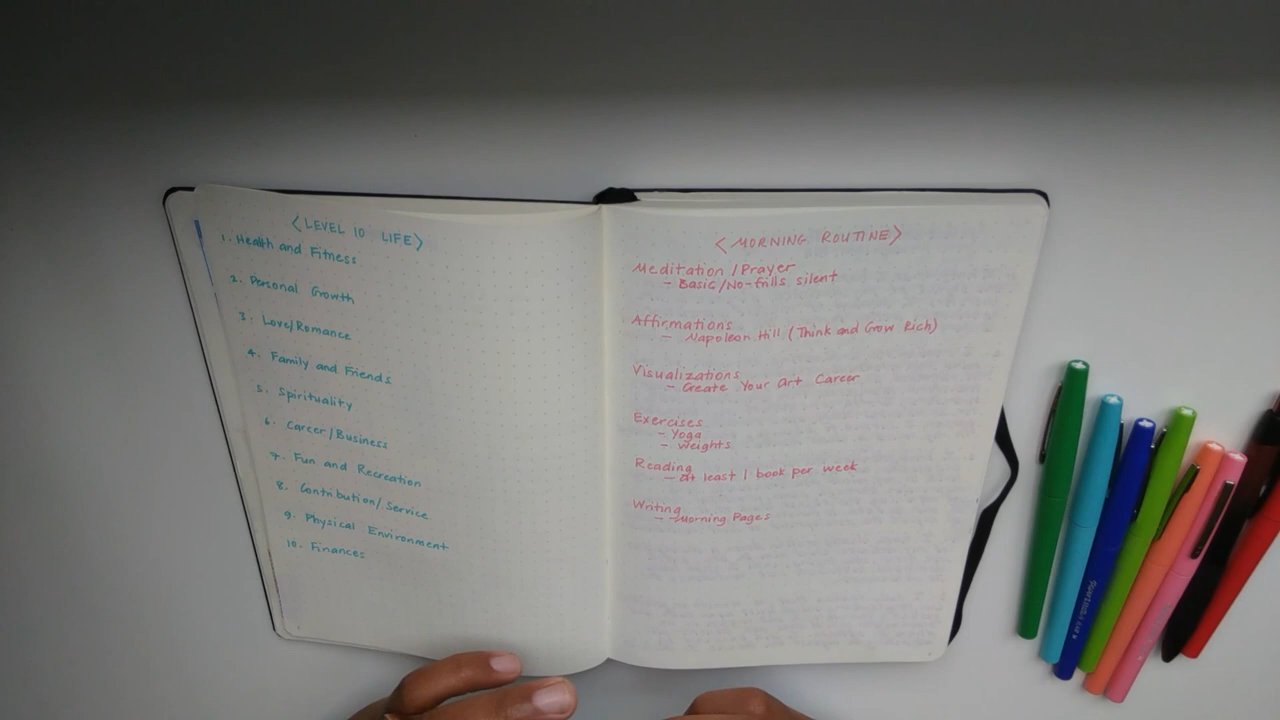 <LEVEL 10 LIFE>
1. Health and Fitness
2. Personal Growth
3. Love/Romance
4. Family and Friends
5. Spirituality
6. Career/Business
7. Fun and Recreation
8. Contribution/Service
9. Physical Environment
10. Finances
<MORNING ROUTINE>
Meditation/Prayer
- Basic/No-frills silent
Affirmations
- Napoleon Hill (Think and Grow Rich)
Visualizations
- Create Your Art Career
Exercises
- Yoga
- Weights
Reading
- At least 1 book per week
Writing
- Morning Pages